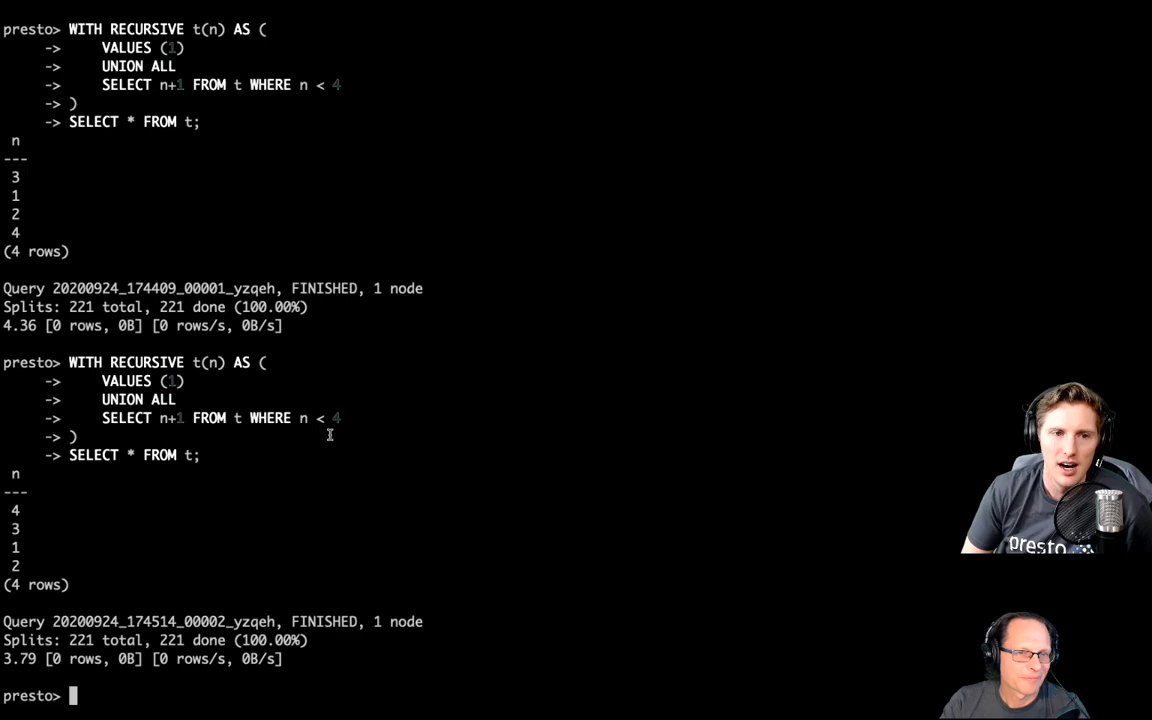 presto> WITH RECURSIVE t(n) AS (
-> VALUES (1)
-> UNION ALL
-> SELECT n+1 FROM t WHERE n < 4
-> )
-> SELECT * FROM t;
n
---
3
1
2
4
(4 rows)
Query 20200924_174409_00001_yzqeh, FINISHED, 1 node
Splits: 221 total, 221 done (100.00%)
4.36 [0 rows, 0B] [0 rows/s, 0B/s]
presto> WITH RECURSIVE t(n) AS (
-> VALUES (1)
-> UNION ALL
-> SELECT n+1 FROM t WHERE n < 4
-> )
-> SELECT * FROM t;
n
---
4
3
1
2
(4 rows)
Query 20200924_174514_00002_yzqeh, FINISHED, 1 node
Splits: 221 total, 221 done (100.00%)
3.79 [0 rows, 0B] [0 rows/s, 0B/s]
presto>
presto